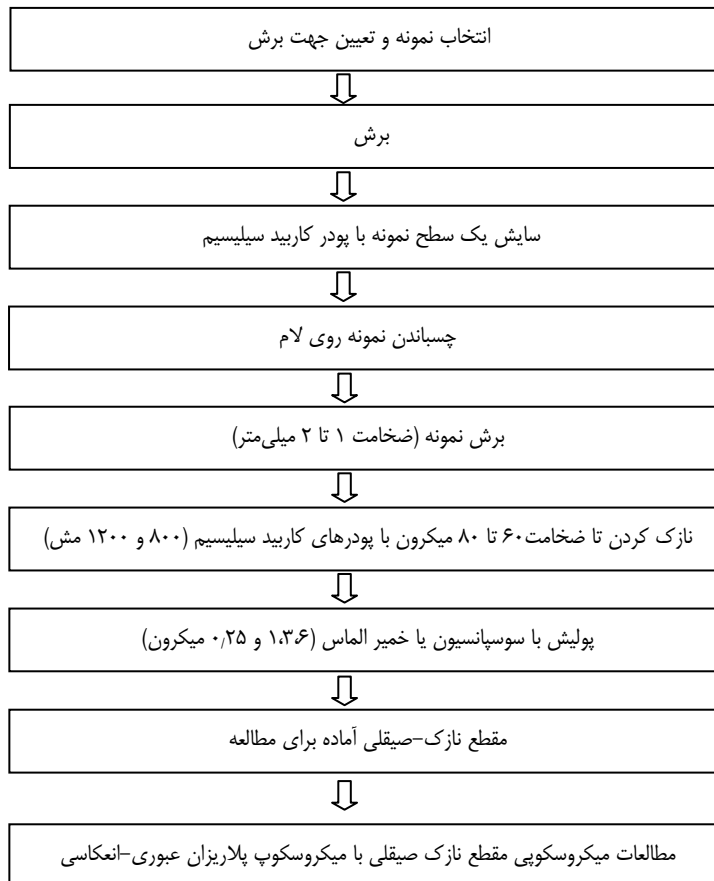 انتخاب نمونه و تعیین جهت برش
برش
سایش یک سطح نمونه با پودر کاربید سیلیسیم
چسباندن نمونه روی لام
برش نمونه (ضخامت ۱ تا ۲ میلی‌متر)
نازک کردن تا ضخامت۶۰ تا ۸۰ میکرون با پودرهای کاربید سیلیسیم (۸۰۰ و ۱۲۰۰ مش)
پولیش با سوسپانسیون یا خمیر الماس (۱،۳،۶ و ۰٫۲۵ میکرون)
مقطع نازک-صیقلی آماده برای مطالعه
مطالعات میکروسکوپی مقطع نازک صیقلی با میکروسکوپ پلاریزان عبوری-انعکاسی